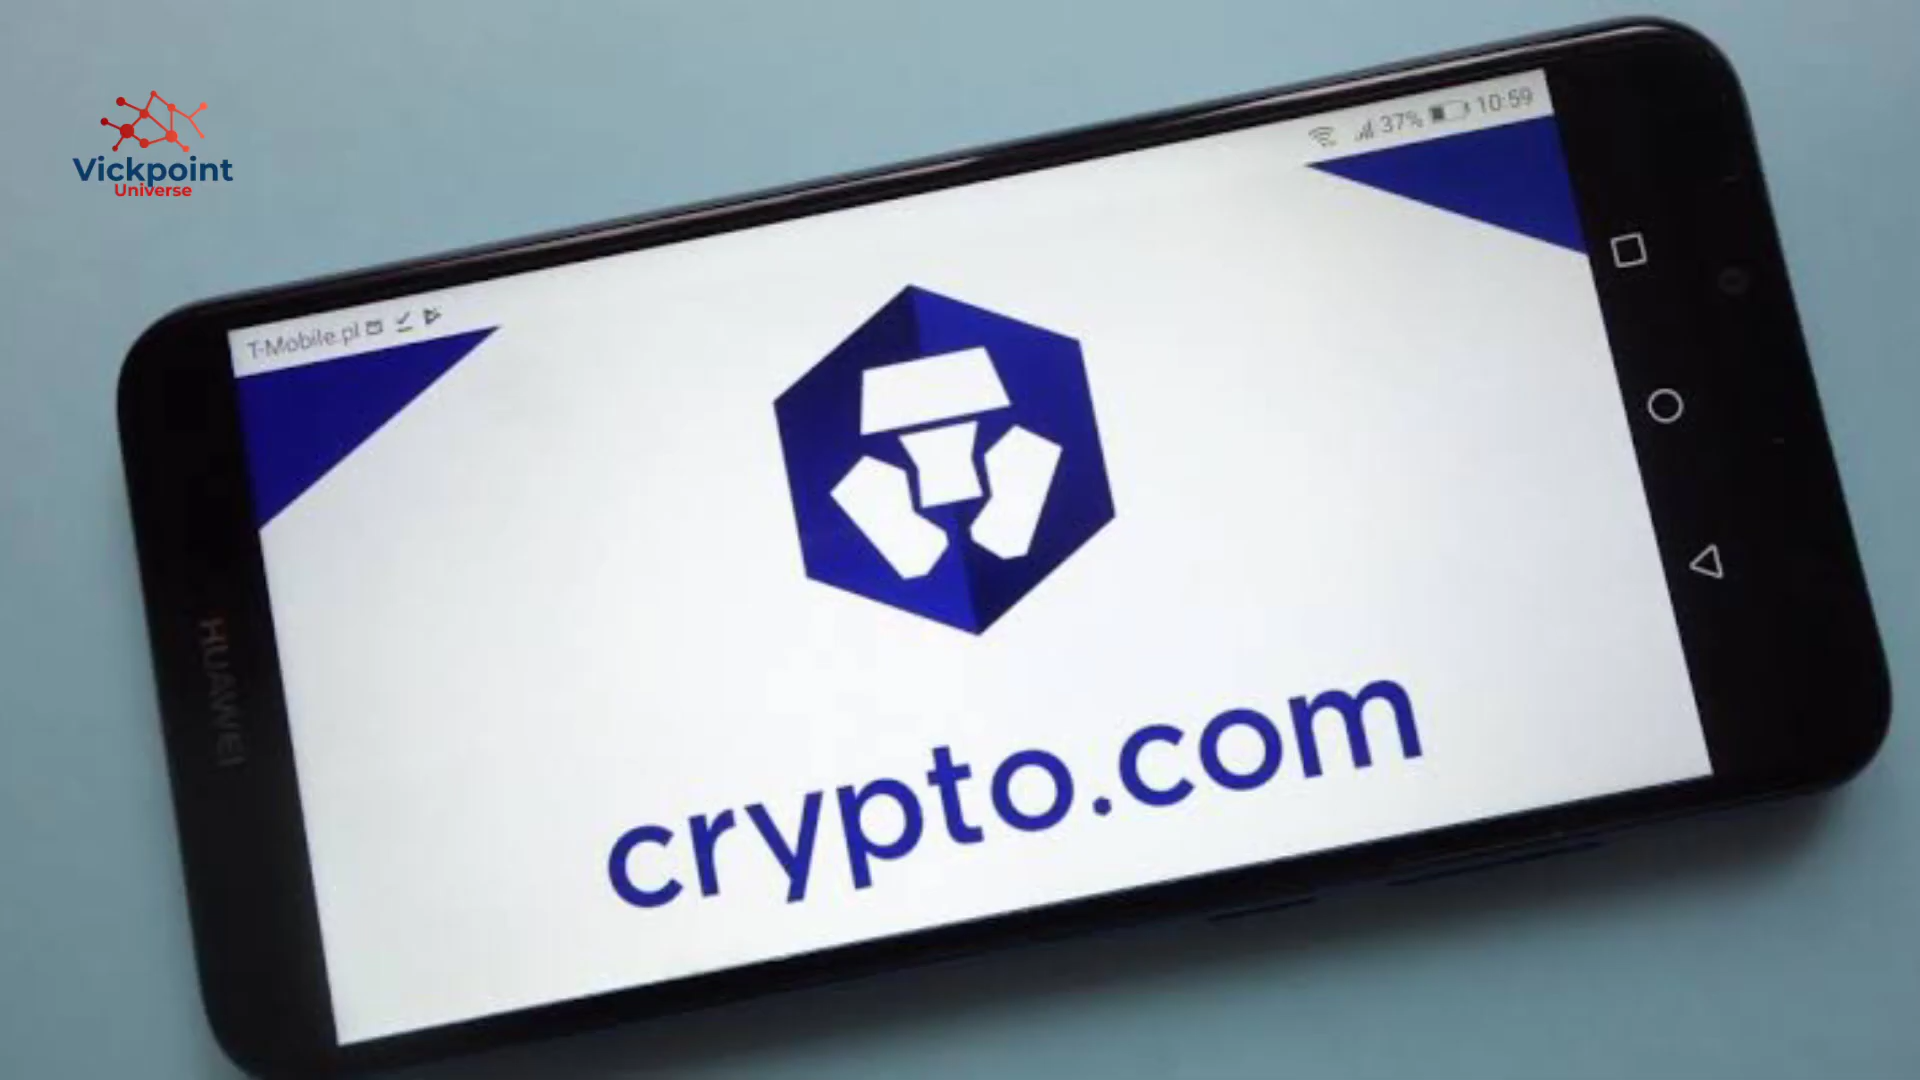 Vickpoint
Universe
37% 10:59
T-Mobile.pl
HUAWEI
crypto.com